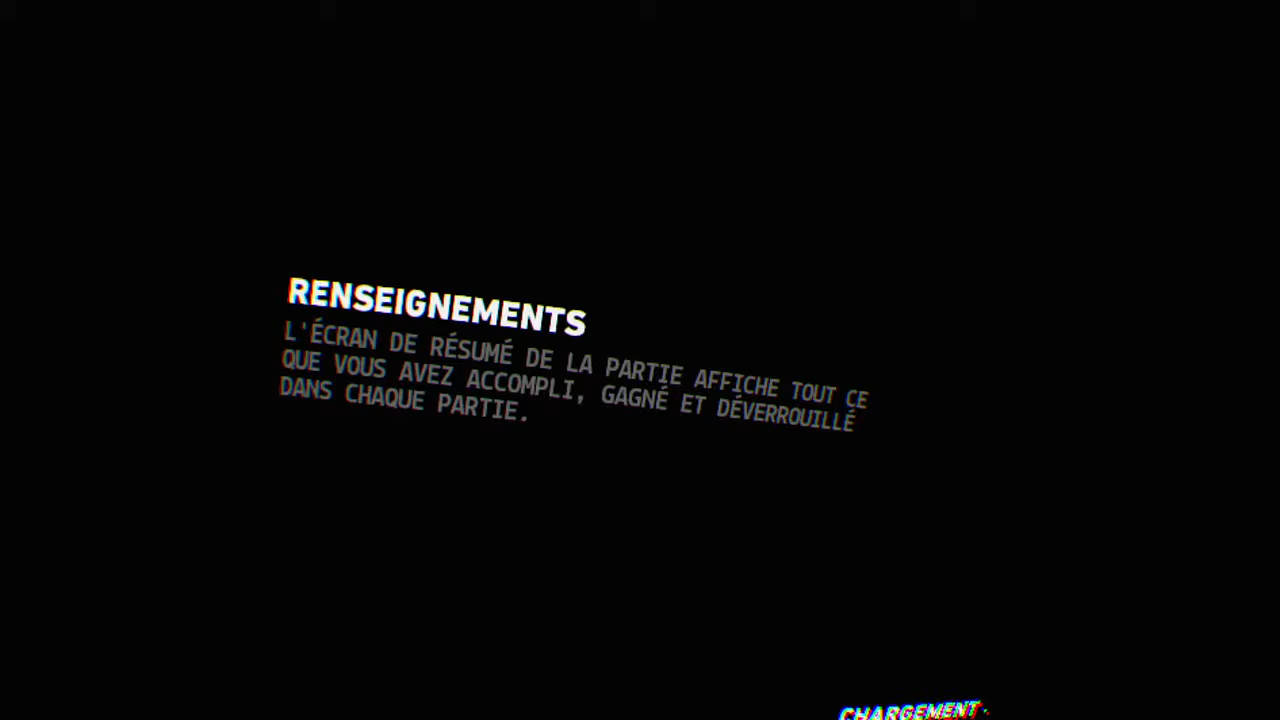 RENSEIGNEMENTS
L'ÉCRAN DE RÉSUMÉ DE LA PARTIE AFFICHE TOUT CE
QUE VOUS AVEZ ACCOMPLI, GAGNÉ ET DÉVERROUILLÉ
DANS CHAQUE PARTIE.
CHARGEMENT.